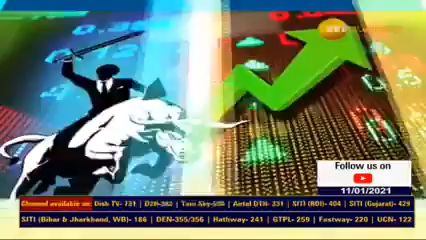 Follow us on
11/01/2021
Channel available on: Dish TV- 731 | D2H-382 | Tata Sky-598 | Airtel DTH- 331 | SITI (ROI)- 404 | SITI (Gujarat)- 429
SITI (Bihar & Jharkhand, WB)- 186 | DEN-355/356 | Hathway- 241 | GTPL- 259 | Fastway- 220 | UCN- 122